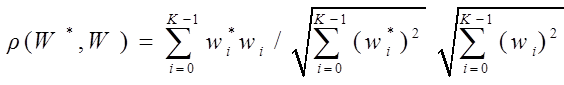 ρ(W *, W) = ∑_{i=0}^{K-1} w_i^* w_i / √(∑_{i=0}^{K-1} (w_i^*)^2) √(∑_{i=0}^{K-1} (w_i)^2)